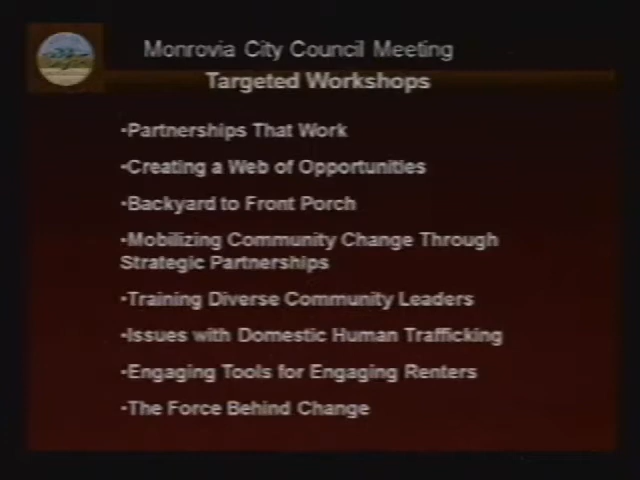 Monrovia City Council Meeting
Targeted Workshops
•Partnerships That Work
•Creating a Web of Opportunities
•Backyard to Front Porch
•Mobilizing Community Change Through
Strategic Partnerships
•Training Diverse Community Leaders
•Issues with Domestic Human Trafficking
•Engaging Tools for Engaging Renters
•The Force Behind Change